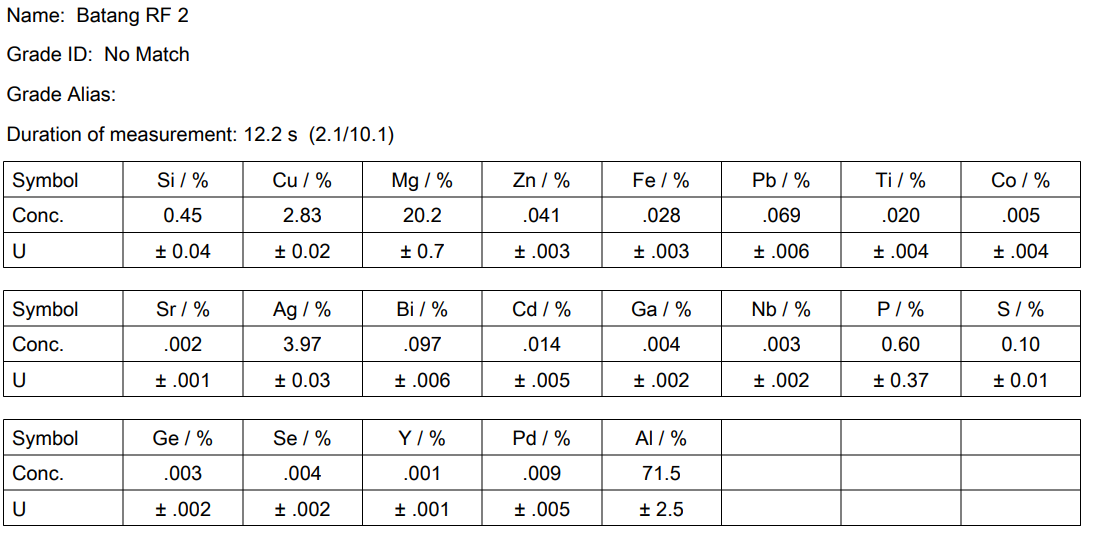 Name: Batang RF 2
Grade ID: No Match
Grade Alias:
Duration of measurement: 12.2 s (2.1/10.1)
Symbol Si / % Cu / % Mg / % Zn / % Fe / % Pb / % Ti / % Co / %
Conc. 0.45 2.83 20.2 .041 .028 .069 .020 .005
U ± 0.04 ± 0.02 ± 0.7 ± .003 ± .003 ± .006 ± .004 ± .004
Symbol Sr / % Ag / % Bi / % Cd / % Ga / % Nb / % P / % S / %
Conc. .002 3.97 .097 .014 .004 .003 0.60 0.10
U ± .001 ± 0.03 ± .006 ± .005 ± .002 ± .002 ± 0.37 ± 0.01
Symbol Ge / % Se / % Y / % Pd / % Al / %
Conc. .003 .004 .001 .009 71.5
U ± .002 ± .002 ± .001 ± .005 ± 2.5